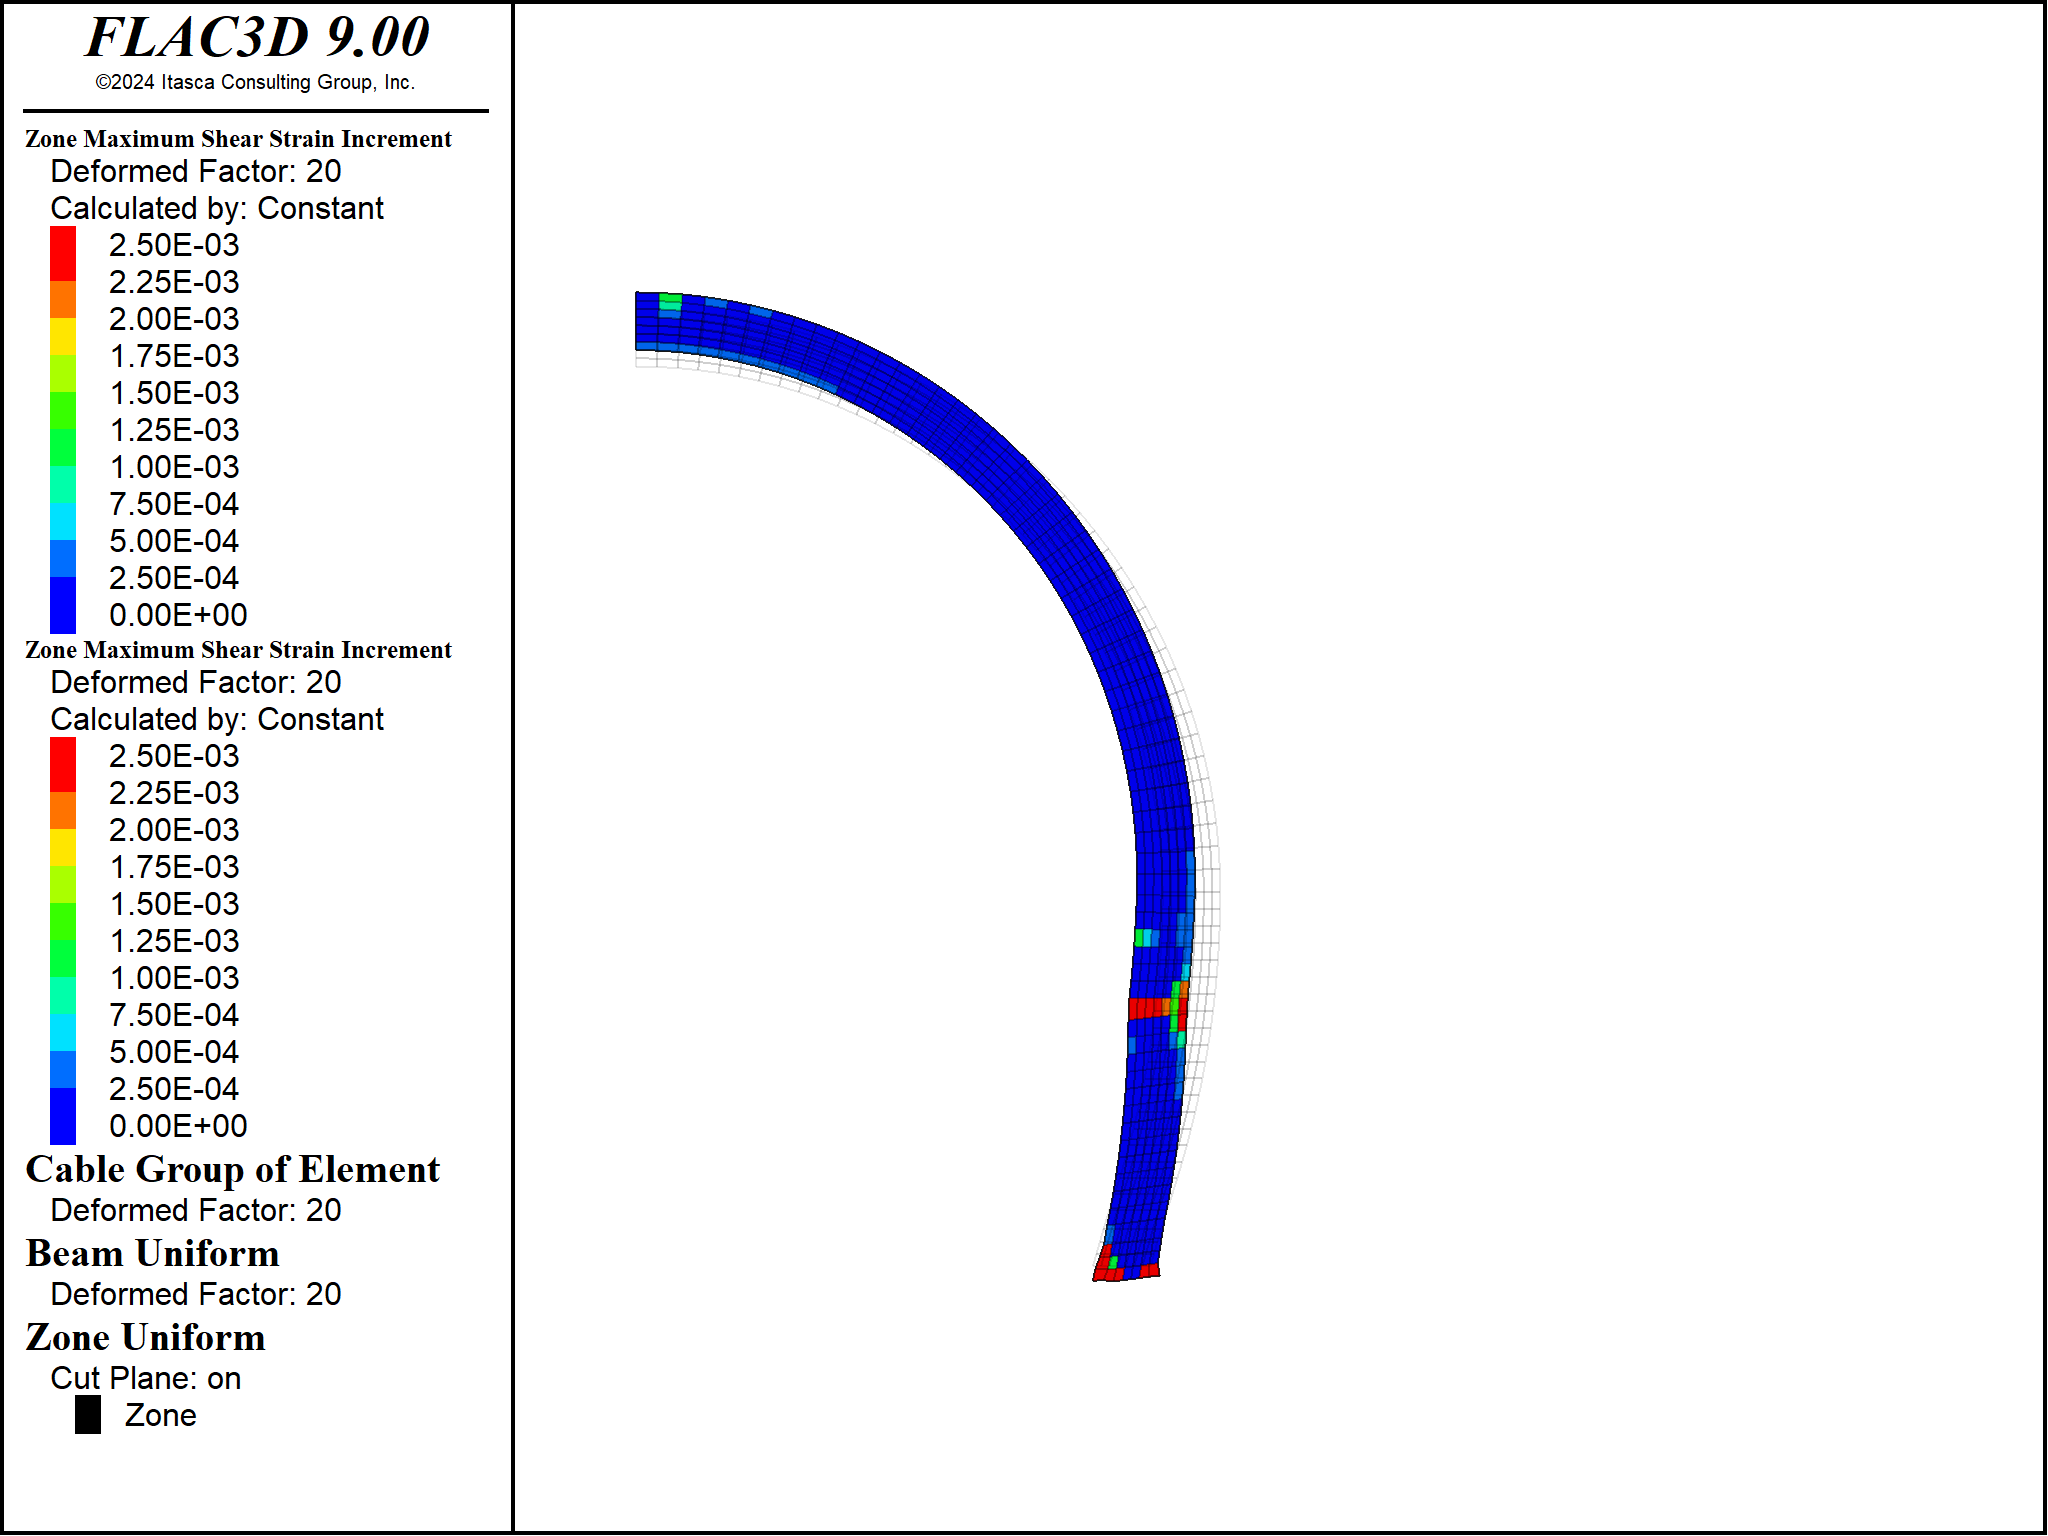 FLAC3D 9.00
©2024 Itasca Consulting Group, Inc.
Zone Maximum Shear Strain Increment
Deformed Factor: 20
Calculated by: Constant
2.50E-03
2.25E-03
2.00E-03
1.75E-03
1.50E-03
1.25E-03
1.00E-03
7.50E-04
5.00E-04
2.50E-04
0.00E+00
Zone Maximum Shear Strain Increment
Deformed Factor: 20
Calculated by: Constant
2.50E-03
2.25E-03
2.00E-03
1.75E-03
1.50E-03
1.25E-03
1.00E-03
7.50E-04
5.00E-04
2.50E-04
0.00E+00
Cable Group of Element
Deformed Factor: 20
Beam Uniform
Deformed Factor: 20
Zone Uniform
Cut Plane: on
Zone